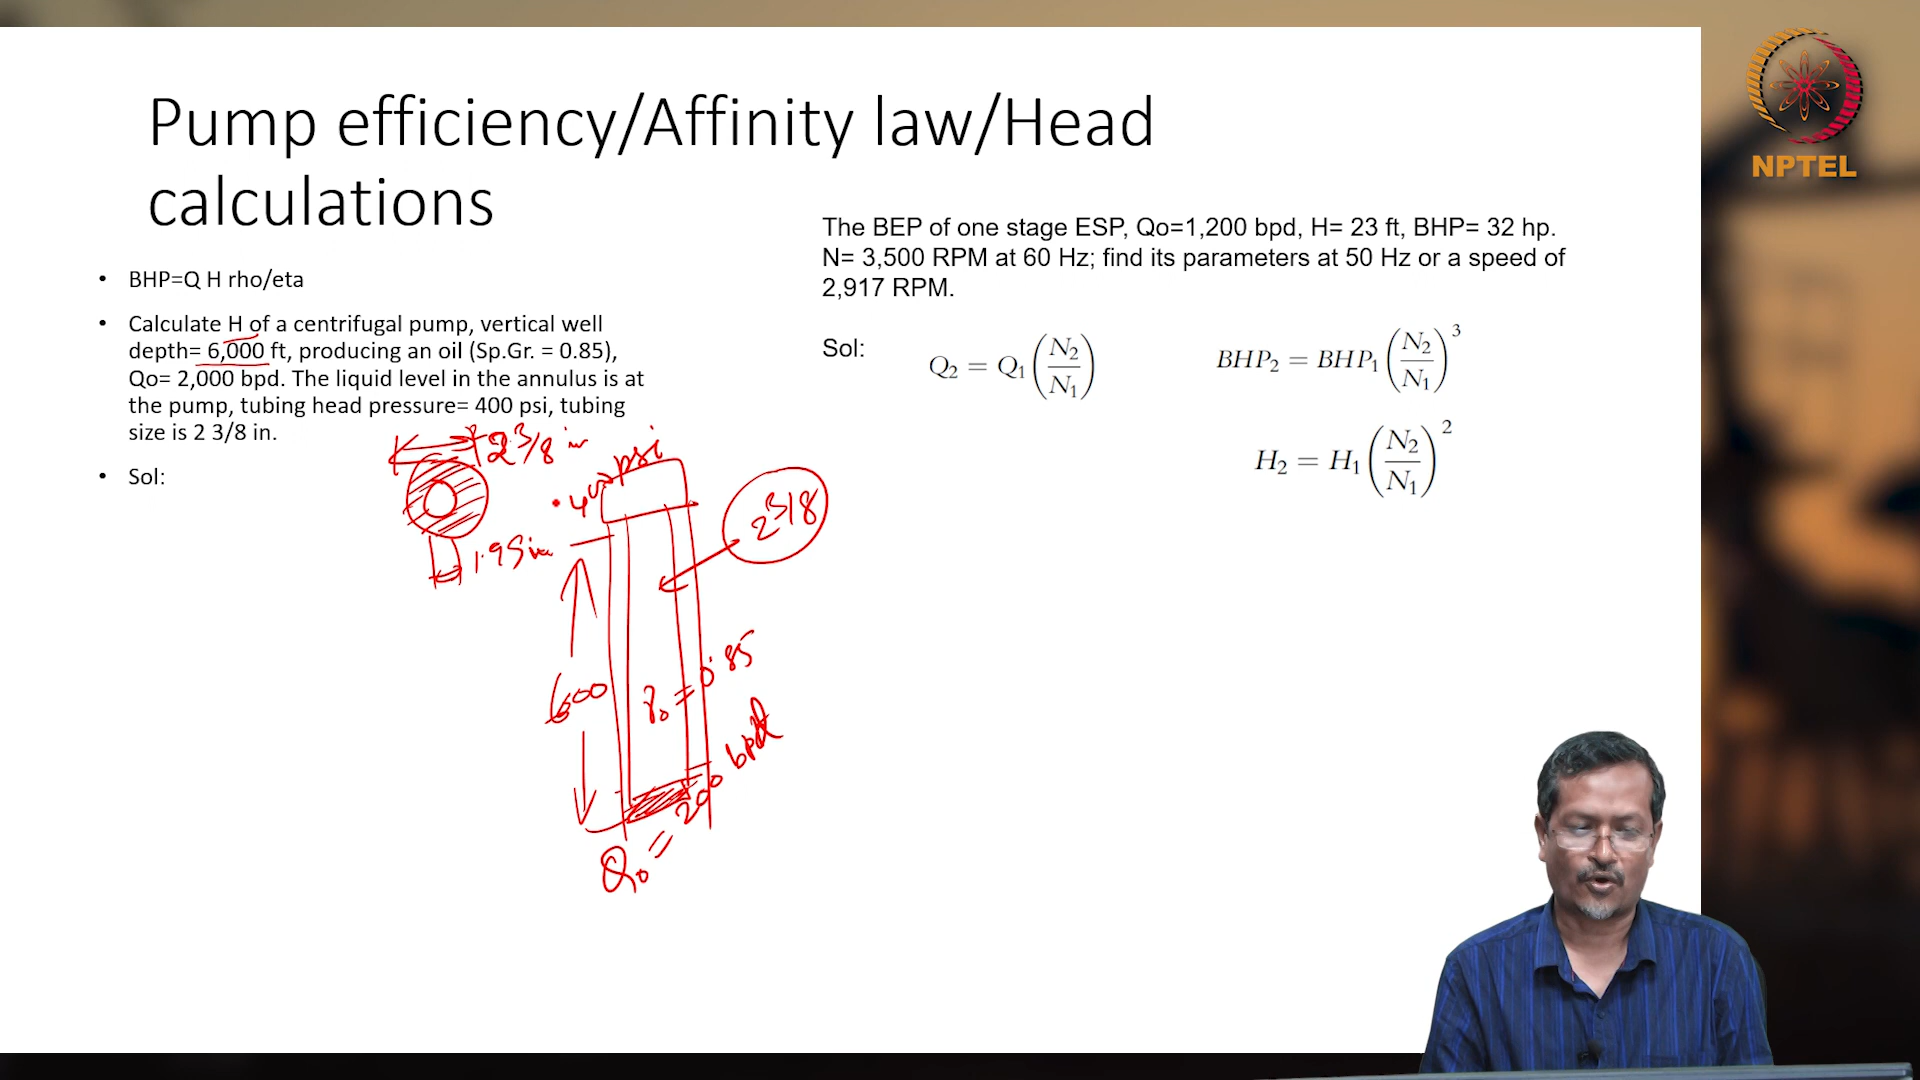 NPTEL
Pump efficiency/Affinity law/Head
calculations
• BHP=Q H rho/eta
• Calculate H of a centrifugal pump, vertical well
depth= 6,000 ft, producing an oil (Sp.Gr. = 0.85),
Qo= 2,000 bpd. The liquid level in the annulus is at
the pump, tubing head pressure= 400 psi, tubing
size is 2 3/8 in.
• Sol:
2 3/8 in
400 psi
1.95 in
2 3/8
600
γo = 0.85
Qo = 200 bpd
The BEP of one stage ESP, Qo=1,200 bpd, H= 23 ft, BHP= 32 hp.
N= 3,500 RPM at 60 Hz; find its parameters at 50 Hz or a speed of
2,917 RPM.
Sol:
Q₂ = Q₁ (N₂/N₁)
BHP₂ = BHP₁ (N₂/N₁)³
H₂ = H₁ (N₂/N₁)²